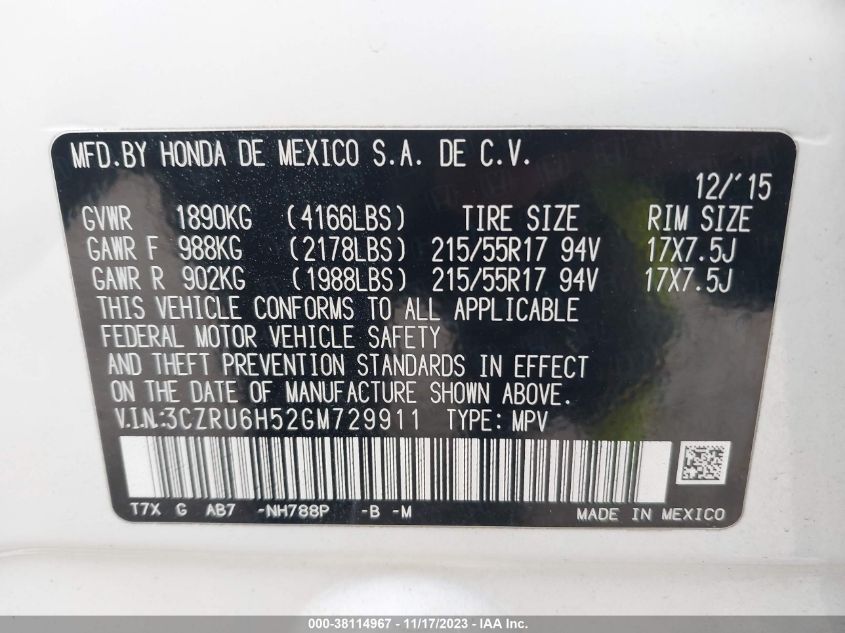 MFD.BY HONDA DE MEXICO S.A. DE C.V.
12/'15
GVWR 1890KG (4166LBS) TIRE SIZE RIM SIZE
GAWR F 988KG (2178LBS) 215/55R17 94V 17X7.5J
GAWR R 902KG (1988LBS) 215/55R17 94V 17X7.5J
THIS VEHICLE CONFORMS TO ALL APPLICABLE
FEDERAL MOTOR VEHICLE SAFETY
AND THEFT PREVENTION STANDARDS IN EFFECT
ON THE DATE OF MANUFACTURE SHOWN ABOVE.
V.I.N.:3CZRU6H52GM729911 TYPE: MPV
T7X G AB7 -NH788P -B -M MADE IN MEXICO
000-38114967 - 11/17/2023 - IAA Inc.